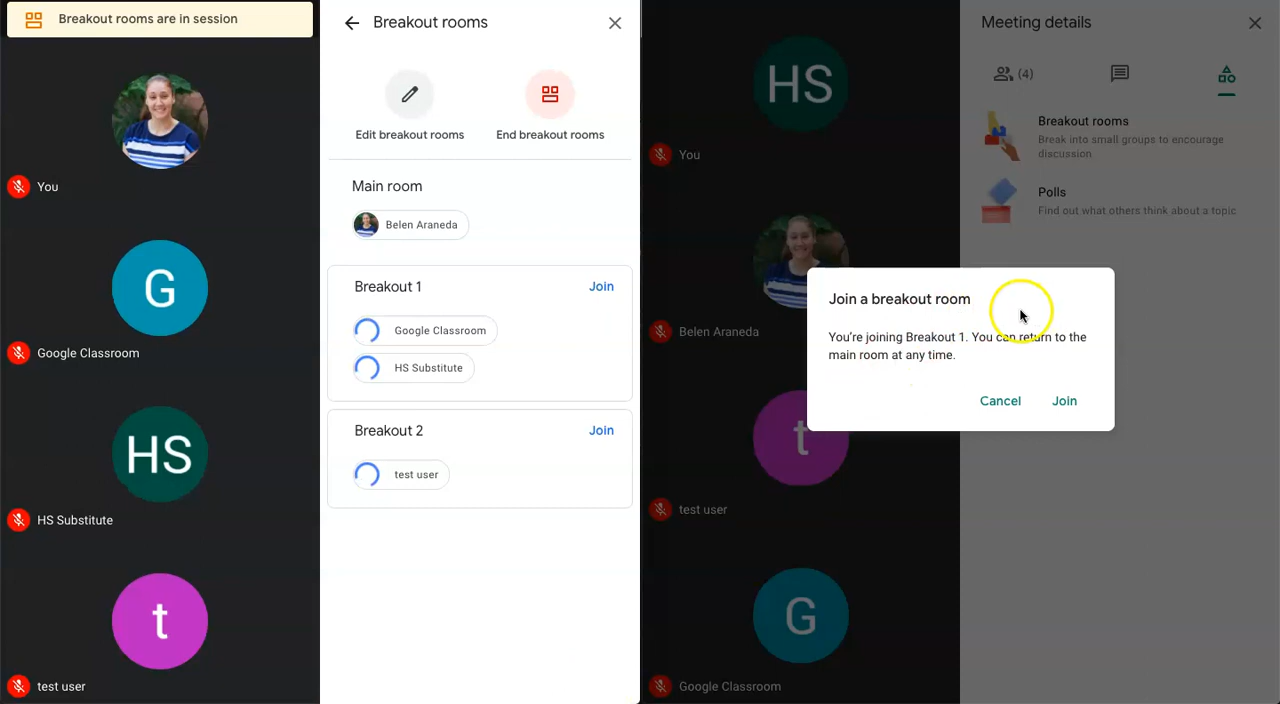 Breakout rooms are in session
You
G
Google Classroom
HS
HS Substitute
t
test user
Breakout rooms
Edit breakout rooms
End breakout rooms
Main room
Belen Araneda
Breakout 1
Join
Google Classroom
HS Substitute
Breakout 2
Join
test user
HS
You
Belen Araneda
t
test user
G
Google Classroom
Meeting details
(4)
Breakout rooms
Break into small groups to encourage
discussion
Polls
Find out what others think about a topic
Join a breakout room
You're joining Breakout 1. You can return to the
main room at any time.
Cancel
Join